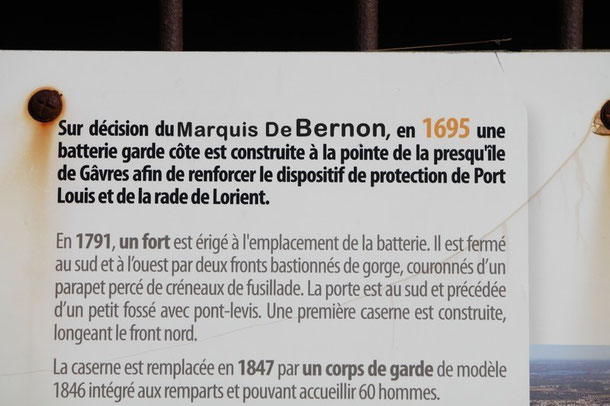 Sur décision du Marquis De Bernon, en 1695 une
batterie garde côte est construite à la pointe de la presqu'île
de Gâvres afin de renforcer le dispositif de protection de Port
Louis et de la rade de Lorient.
En 1791, un fort est érigé à l'emplacement de la batterie. Il est fermé
au sud et à l'ouest par deux fronts bastionnés de gorge, couronnés d'un
parapet percé de créneaux de fusillade. La porte est au sud et précédée
d'un petit fossé avec pont-levis. Une première caserne est construite,
longeant le front nord.
La caserne est remplacée en 1847 par un corps de garde de modèle
1846 intégré aux remparts et pouvant accueillir 60 hommes.